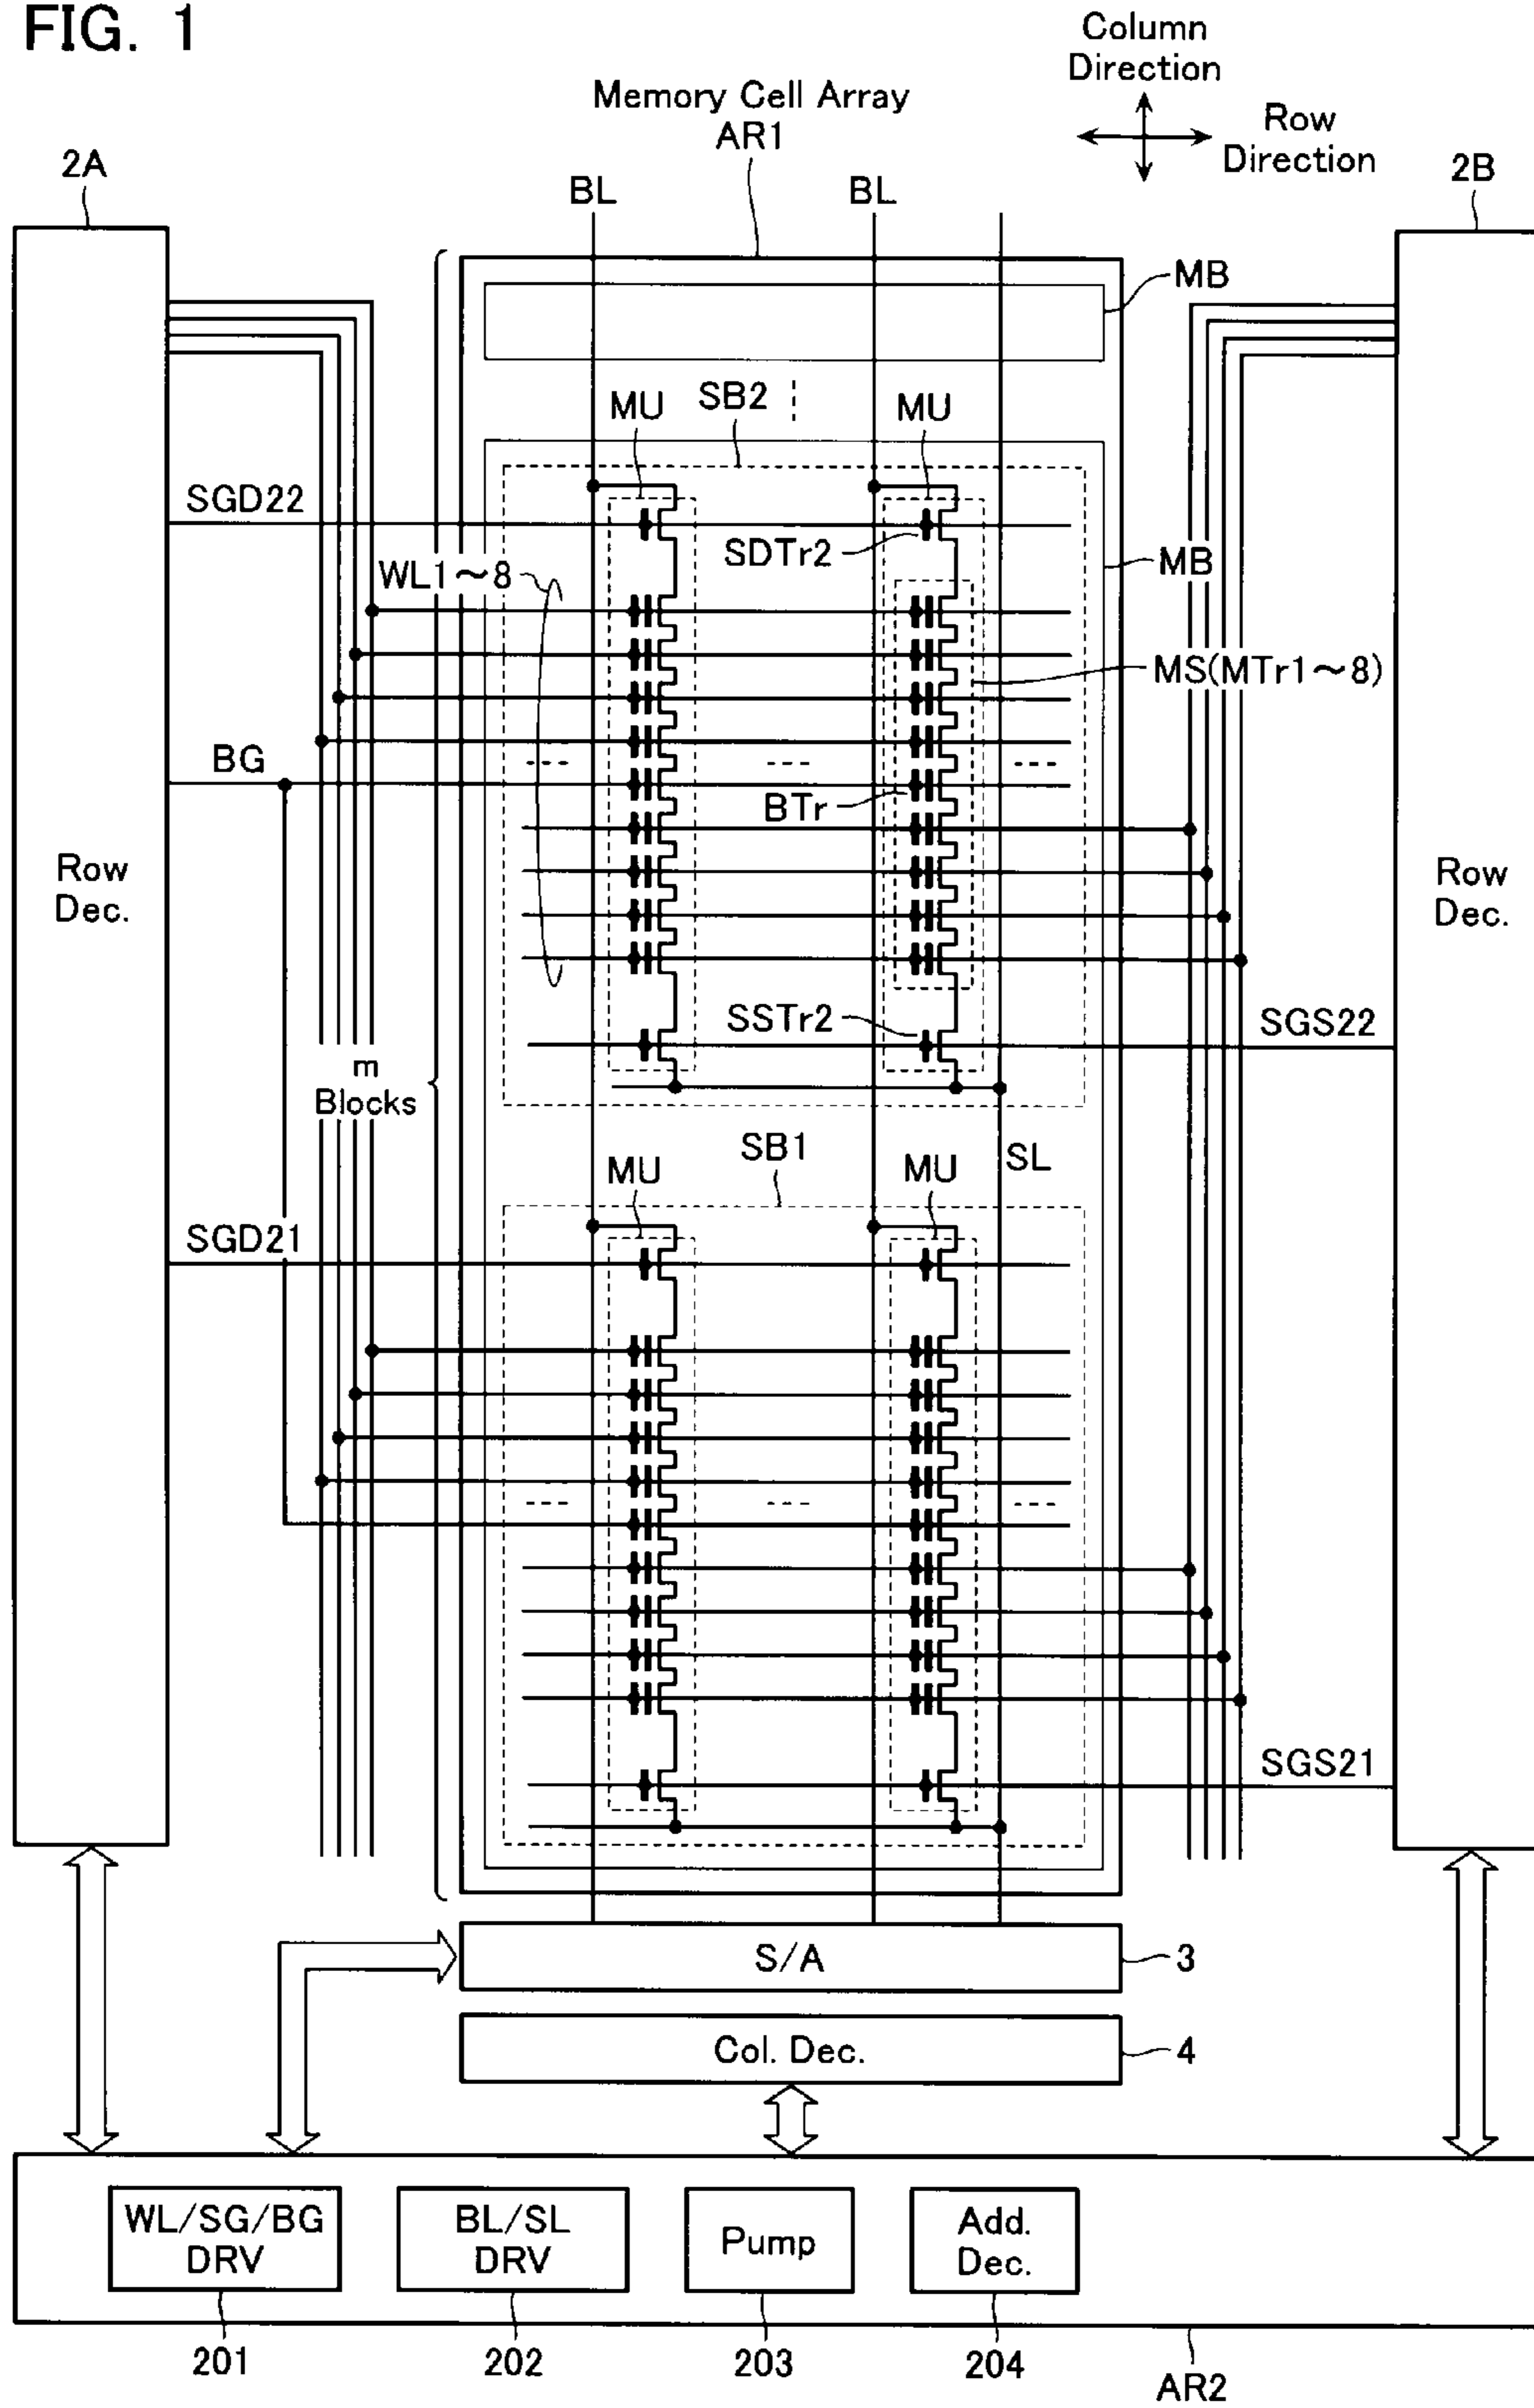 FIG. 1
Column
Direction
Row
Direction
Memory Cell Array
AR1
2A
2B
BL
BL
MB
MU
SB2
MU
SGD22
SDTr2
MB
WL1～8
MS(MTr1～8)
BG
BTr
Row
Dec.
Row
Dec.
SSTr2
SGS22
m
Blocks
SB1
MU
MU
SL
SGD21
SGS21
S/A
3
Col. Dec.
4
WL/SG/BG
DRV
BL/SL
DRV
Pump
Add.
Dec.
201
202
203
204
AR2